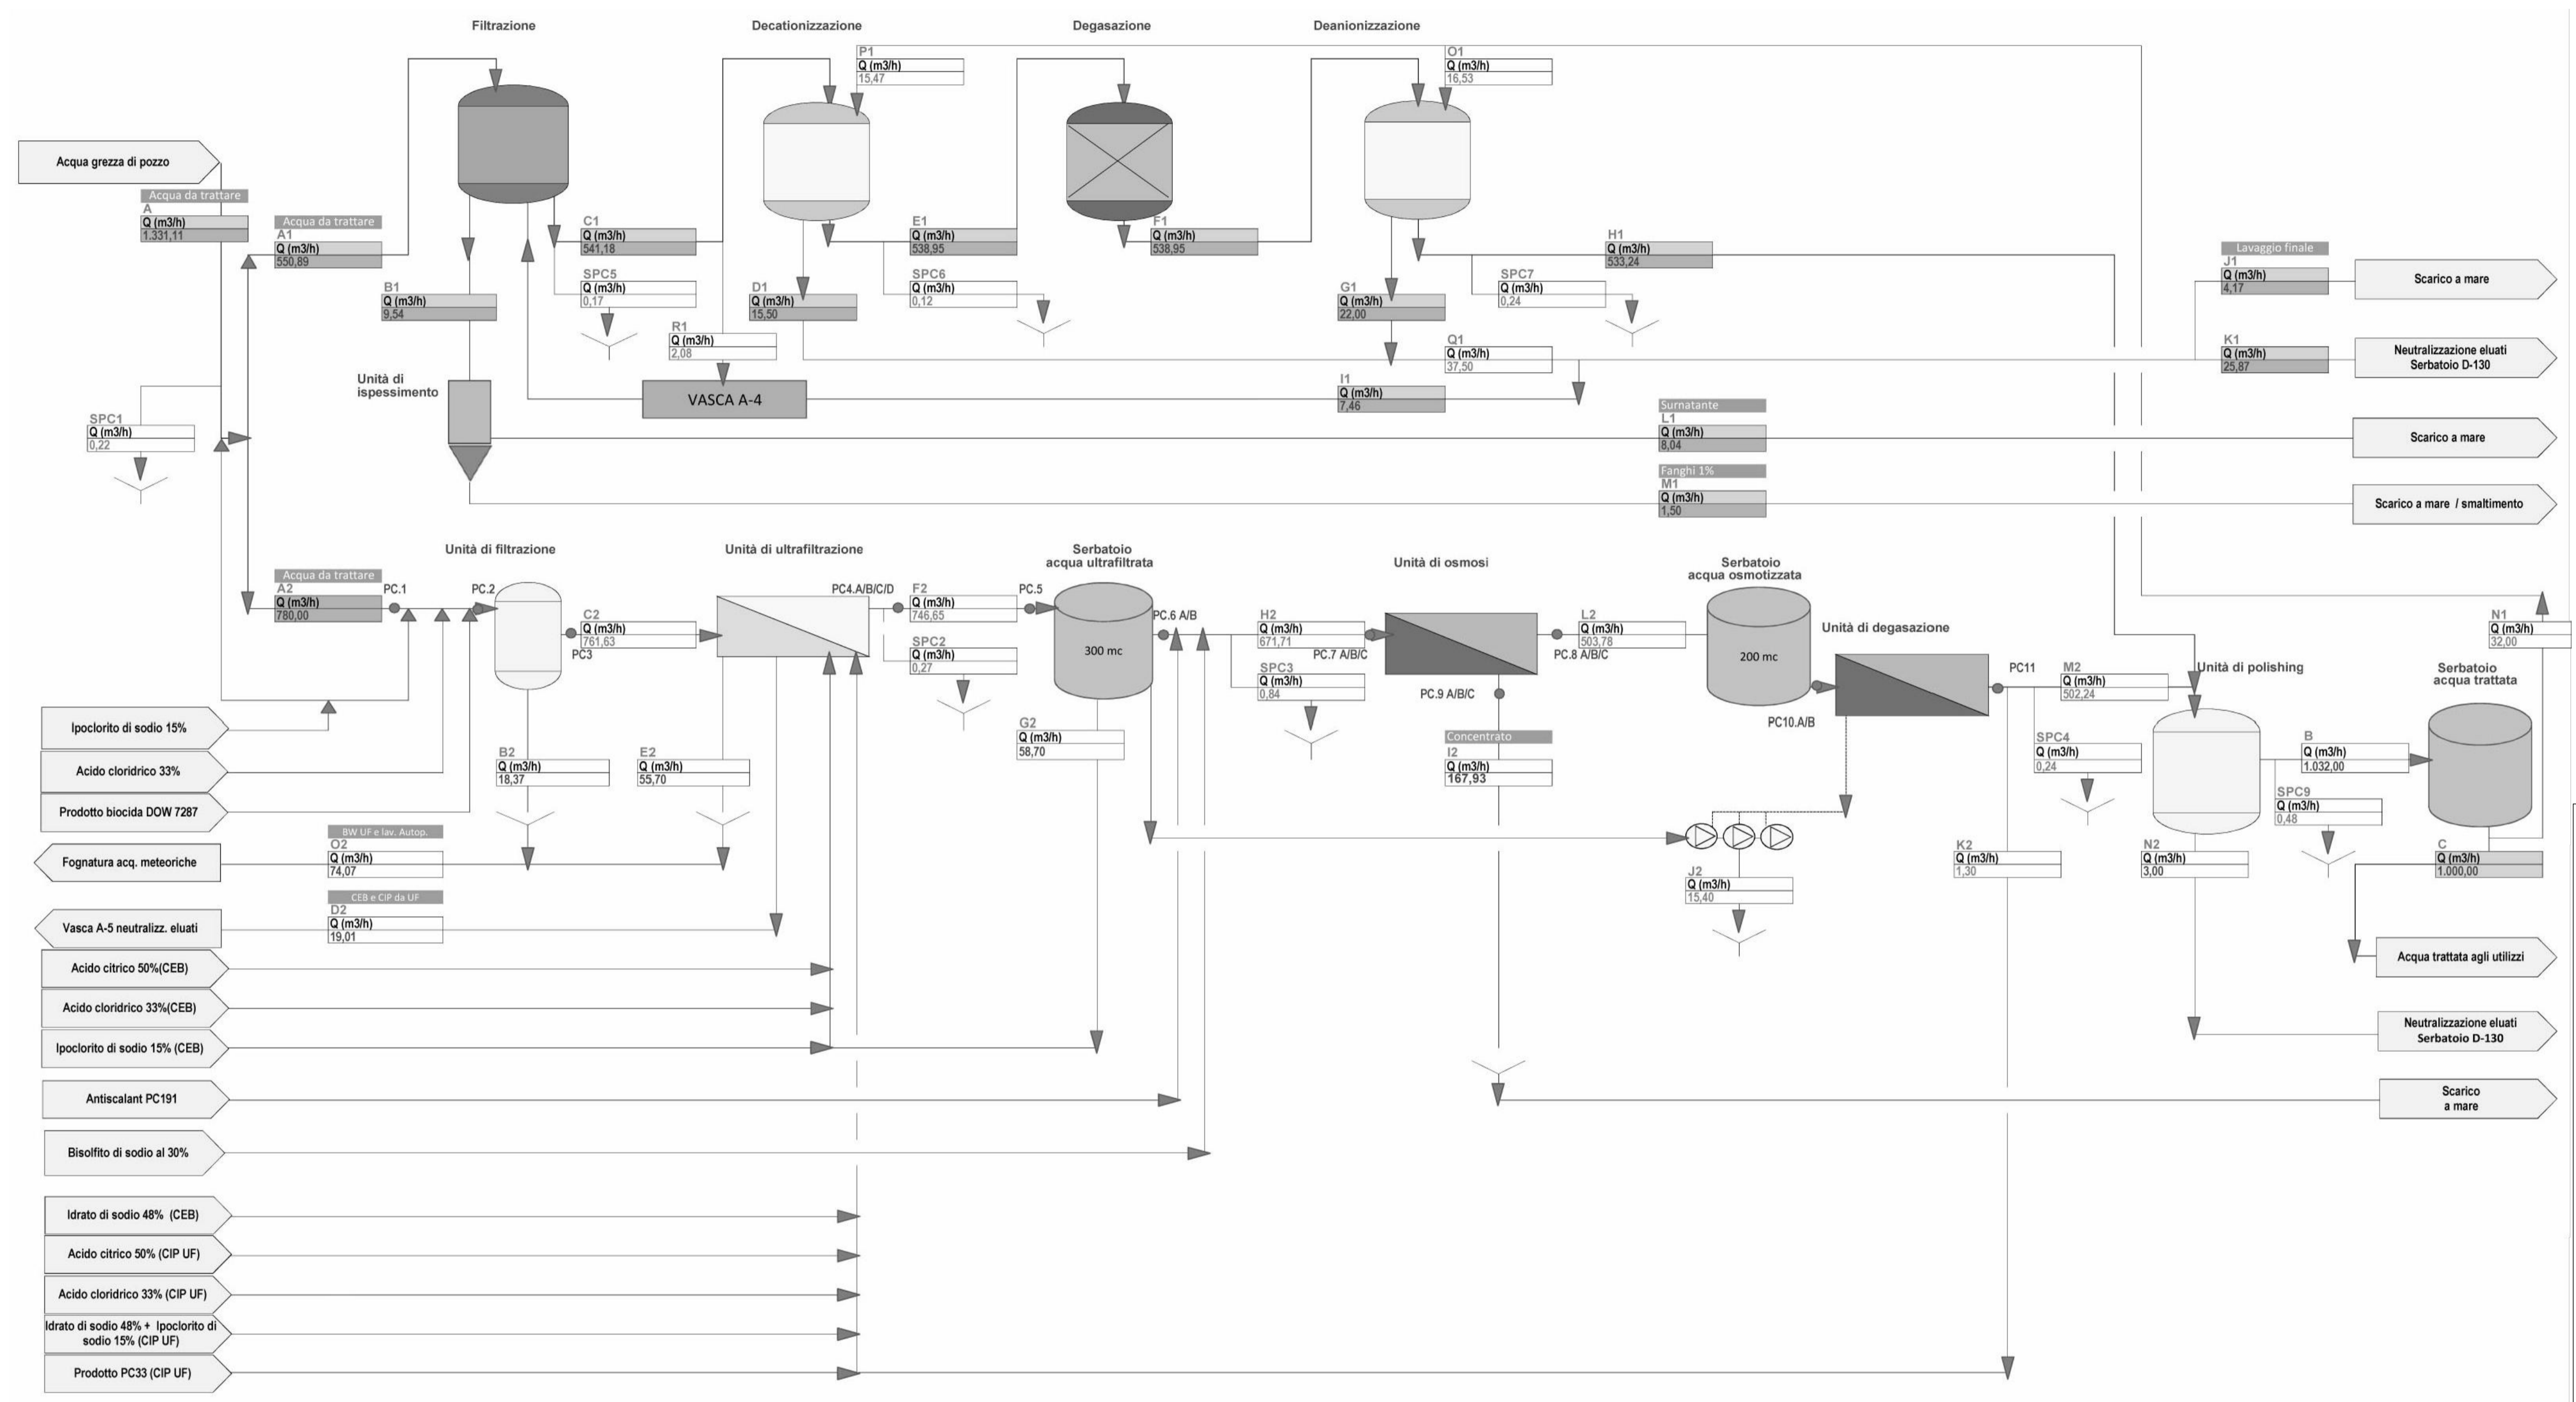 Filtrazione
Decationizzazione
Degasazione
Deanionizzazione
P1
Q (m3/h)
15,47
O1
Q (m3/h)
16,53
Acqua grezza di pozzo
Acqua da trattare
A
Q (m3/h)
1.331,11
Acqua da trattare
A1
Q (m3/h)
550,89
C1
Q (m3/h)
541,18
E1
Q (m3/h)
538,95
F1
Q (m3/h)
538,95
H1
Q (m3/h)
533,24
Lavaggio finale
J1
Q (m3/h)
4,17
Scarico a mare
B1
Q (m3/h)
9,54
SPC5
Q (m3/h)
0,17
D1
Q (m3/h)
15,50
SPC6
Q (m3/h)
0,12
G1
Q (m3/h)
22,00
SPC7
Q (m3/h)
0,24
R1
Q (m3/h)
2,08
Q1
Q (m3/h)
37,50
K1
Q (m3/h)
25,87
Neutralizzazione eluati
Serbatoio D-130
Unità di
ispessimento
VASCA A-4
I1
Q (m3/h)
7,46
SPC1
Q (m3/h)
0,22
Surnatante
L1
Q (m3/h)
8,04
Scarico a mare
Fanghi 1%
M1
Q (m3/h)
1,50
Scarico a mare / smaltimento
Unità di filtrazione
Unità di ultrafiltrazione
Serbatoio
acqua ultrafiltrata
Unità di osmosi
Serbatoio
acqua osmotizzata
Acqua da trattare
A2
Q (m3/h)
780,00
PC.1
PC.2
C2
Q (m3/h)
761,63
PC3
PC4.A/B/C/D
F2
Q (m3/h)
746,65
PC.5
SPC2
Q (m3/h)
0,27
300 mc
PC.6 A/B
H2
Q (m3/h)
671,71
PC.7 A/B/C
SPC3
Q (m3/h)
0,84
L2
Q (m3/h)
503,78
PC.8 A/B/C
PC.9 A/B/C
200 mc
Unità di degasazione
PC10.A/B
PC11
M2
Q (m3/h)
502,24
Unità di polishing
Serbatoio
acqua trattata
N1
Q (m3/h)
32,00
Ipoclorito di sodio 15%
Acido cloridrico 33%
Prodotto biocida DOW 7287
B2
Q (m3/h)
18,37
E2
Q (m3/h)
55,70
G2
Q (m3/h)
58,70
Concentrato
I2
Q (m3/h)
167,93
SPC4
Q (m3/h)
0,24
B
Q (m3/h)
1.032,00
SPC9
Q (m3/h)
0,48
BW UF e lav. Autop.
O2
Q (m3/h)
74,07
Fognatura acq. meteoriche
J2
Q (m3/h)
15,40
K2
Q (m3/h)
1,30
N2
Q (m3/h)
3,00
C
Q (m3/h)
1.000,00
CEB e CIP da UF
D2
Q (m3/h)
19,01
Vasca A-5 neutralizz. eluati
Acqua trattata agli utilizzi
Acido citrico 50%(CEB)
Acido cloridrico 33%(CEB)
Ipoclorito di sodio 15% (CEB)
Neutralizzazione eluati
Serbatoio D-130
Antiscalant PC191
Scarico
a mare
Bisolfito di sodio al 30%
Idrato di sodio 48% (CEB)
Acido citrico 50% (CIP UF)
Acido cloridrico 33% (CIP UF)
Idrato di sodio 48% + Ipoclorito di
sodio 15% (CIP UF)
Prodotto PC33 (CIP UF)